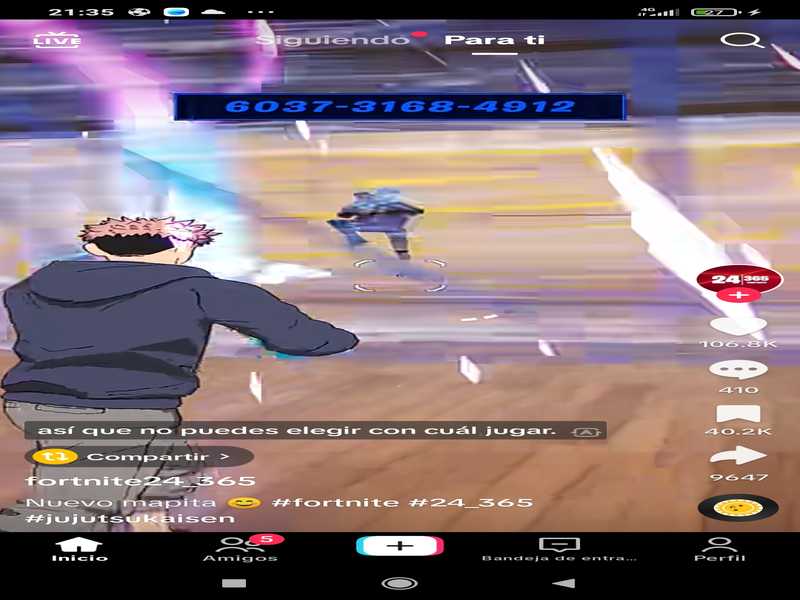 21:35
4G
27
LIVE
Siguiendo
Para ti
6037-3168-4912
24 365
106.8K
410
40.2K
9647
así que no puedes elegir con cuál jugar.
Compartir >
fortnite24_365
Nuevo mapita 😊 #fortnite #24_365
#jujutsukaisen
Inicio
Amigos
5
Bandeja de entra...
Perfil